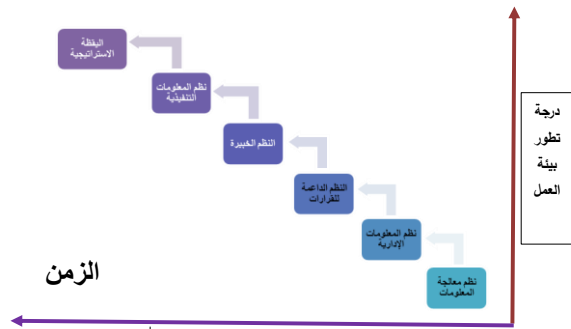 اليقظة
الاستراتيجية
نظم المعلومات
التنفيذية
النظم الخبيرة
النظم الداعمة
للقرارات
نظم المعلومات
الإدارية
نظم معالجة
المعلومات
درجة
تطور
بيئة
العمل
الزمن